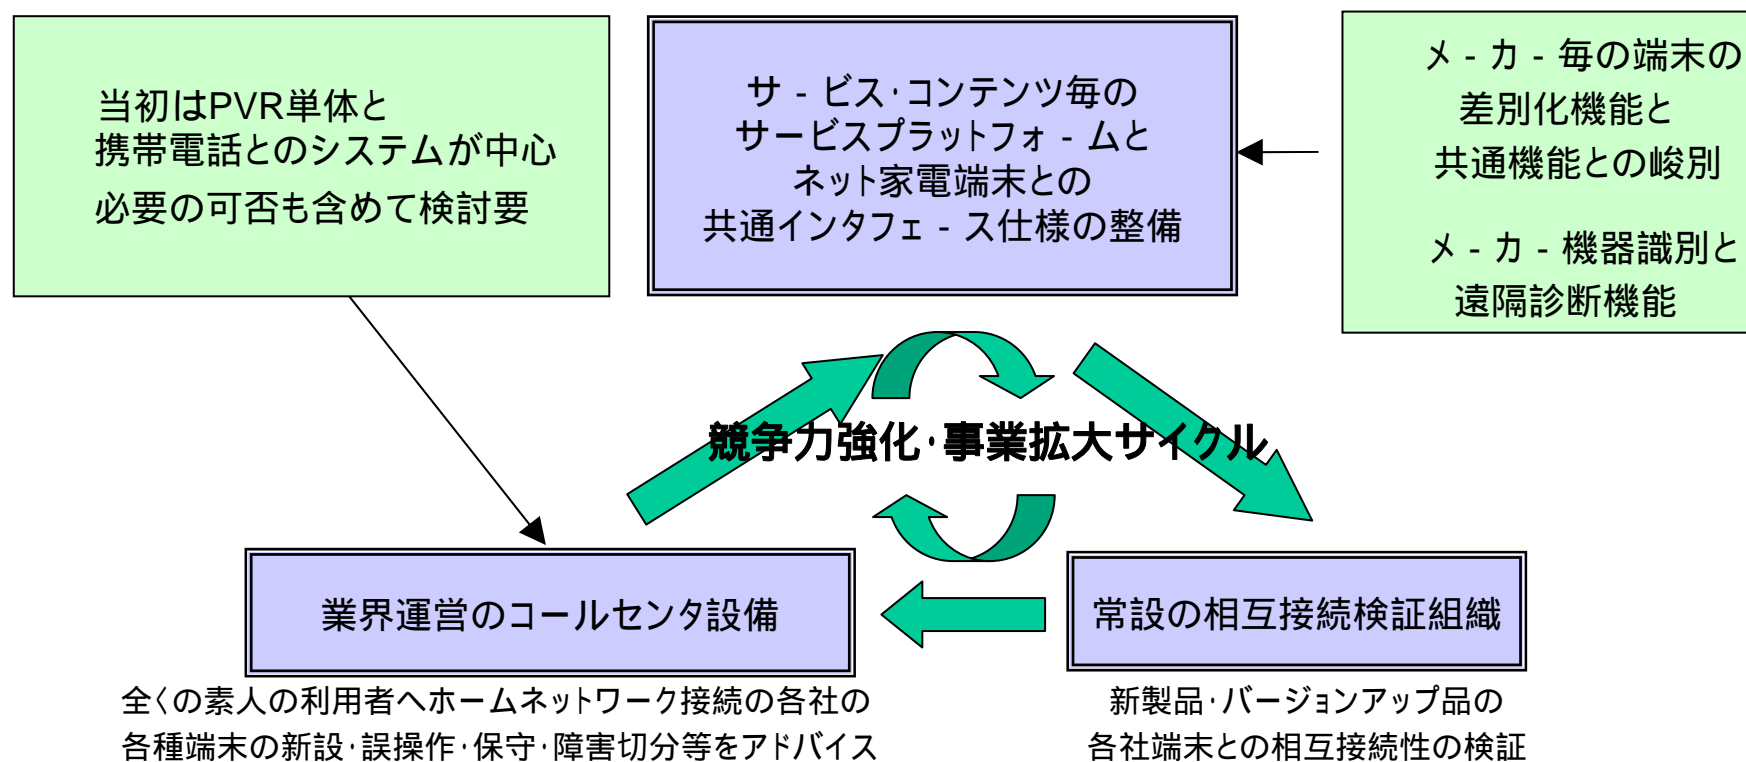 当初はPVR単体と
携帯電話とのシステムが中心
必要の可否も含めて検討要
サ - ビス・コンテンツ毎の
サービスプラットフォ - ムと
ネット家電端末との
共通インタフェ - ス仕様の整備
メ - カ - 毎の端末の
差別化機能と
共通機能との峻別
メ - カ - 機器識別と
遠隔診断機能
競争力強化・事業拡大サイクル
業界運営のコールセンタ設備
全くの素人の利用者へホームネットワーク接続の各社の
各種端末の新設・誤操作・保守・障害切分等をアドバイス
常設の相互接続検証組織
新製品・バージョンアップ品の
各社端末との相互接続性の検証